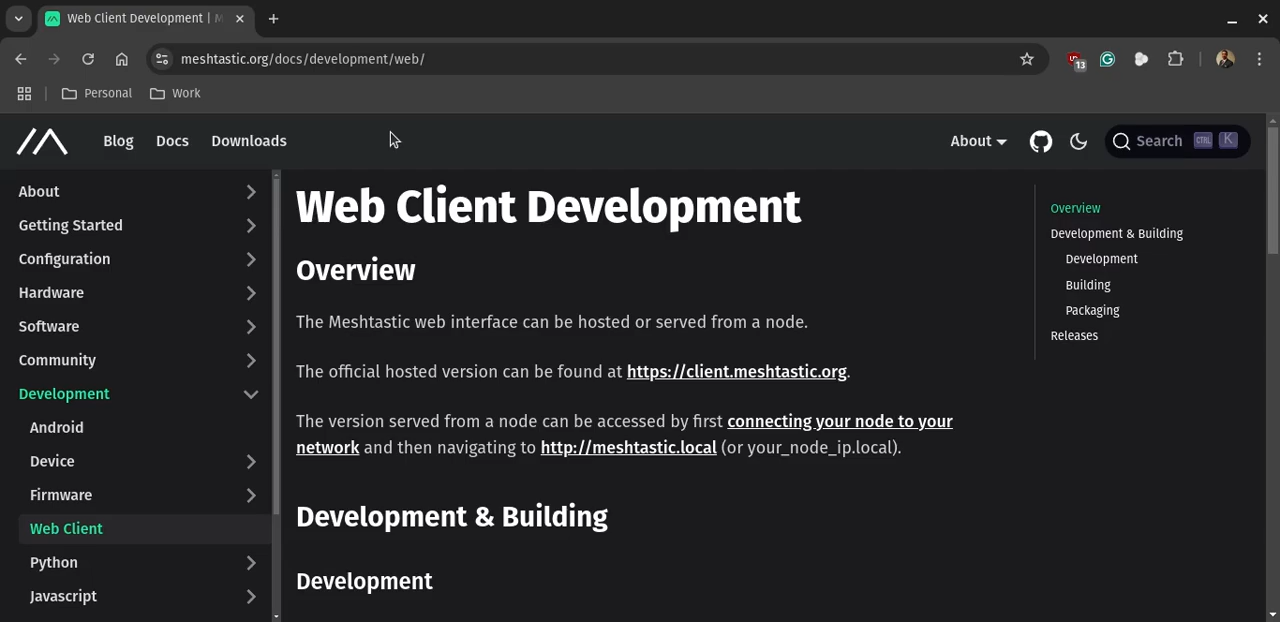 Web Client Development | M
meshtastic.org/docs/development/web/
13
Personal
Work
Blog
Docs
Downloads
About
Search CTRL K
About
Getting Started
Configuration
Hardware
Software
Community
Development
Android
Device
Firmware
Web Client
Python
Javascript
Web Client Development
Overview
The Meshtastic web interface can be hosted or served from a node.
The official hosted version can be found at https://client.meshtastic.org.
The version served from a node can be accessed by first connecting your node to your
network and then navigating to http://meshtastic.local (or your_node_ip.local).
Development & Building
Development
Overview
Development & Building
Development
Building
Packaging
Releases